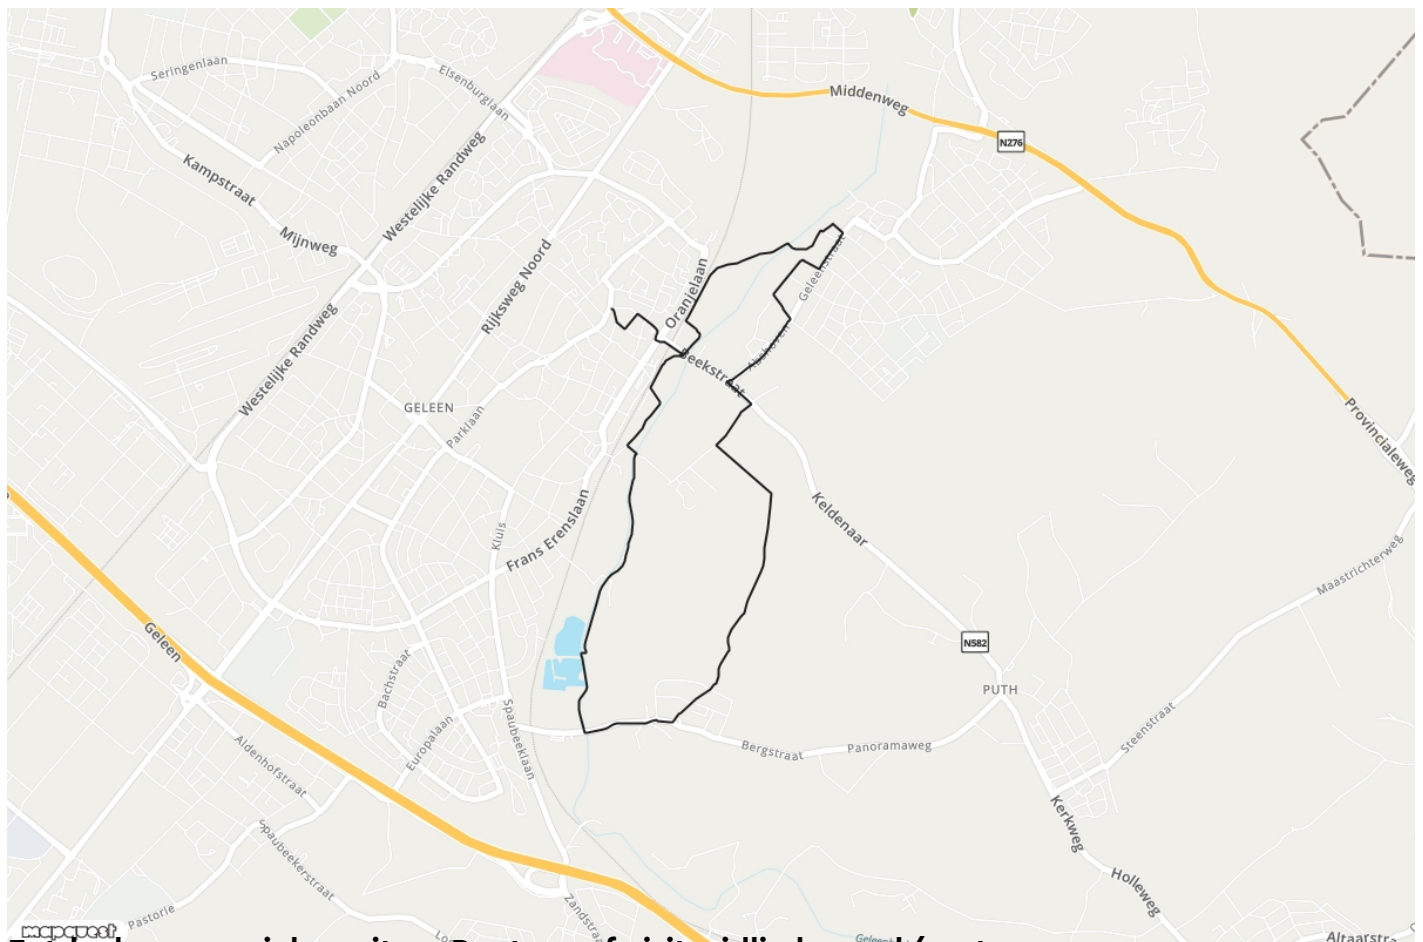 Seringenlaan
Napoleonbaan Noord
Elsenburglaan
Middenweg
N276
Kampstraat
Westelijke Randweg
Mijnweg
Rijksweg Noord
Oranjelaan
Geleenstraat
Westelijke Randweg
Beekstraat
Abshoven
GELEEN
Parklaan
Provincialeweg
Kluis
Frans Erenslaan
Keldenaar
Maastrichterweg
Geleen
N582
PUTH
Bachstraat
Europalaan
Spaubeeklaan
Bergstraat
Panoramaweg
Steenstraat
Aldenhofstraat
Spaubeekerstraat
Kerkweg
Holleweg
Pastorie
mapquest